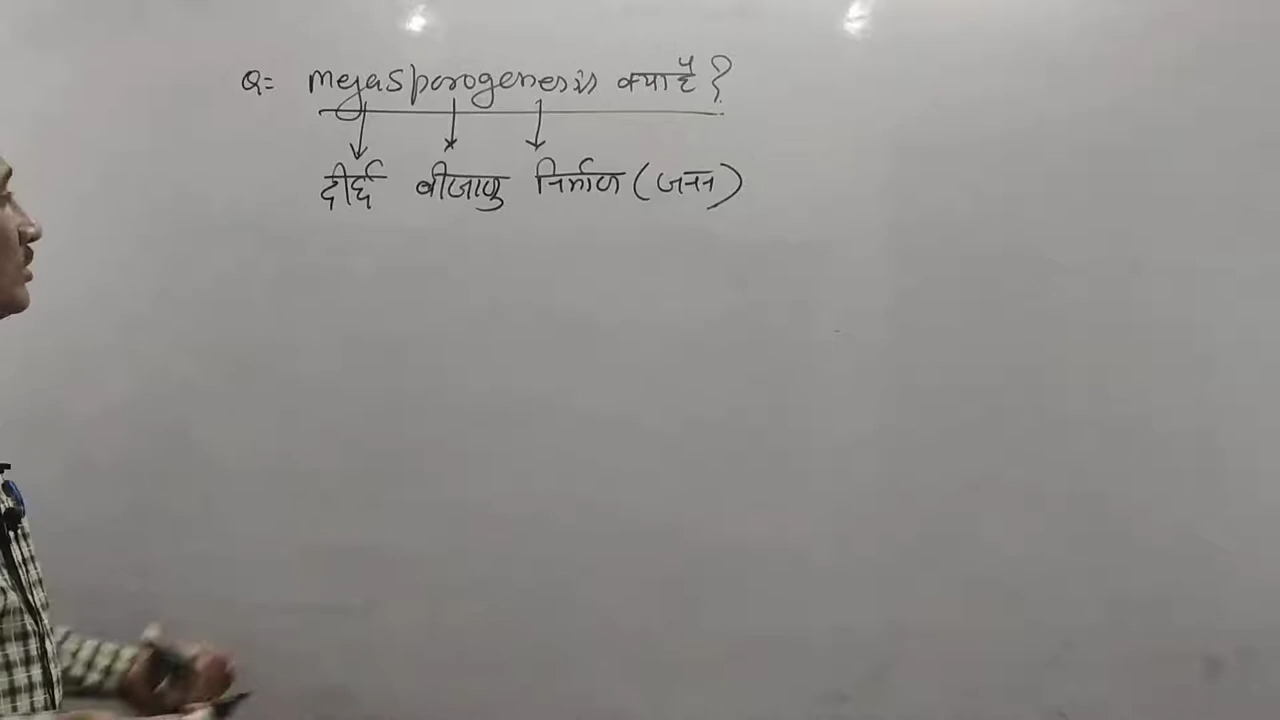 Q= megasporogenesis क्या है ?
दीर्घ बीजाणु निर्माण (जनन)